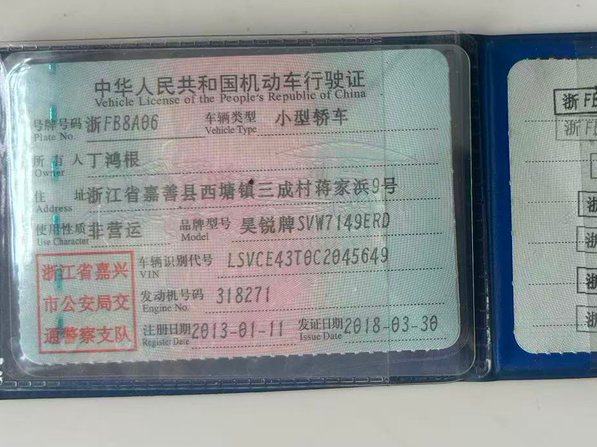 中华人民共和国机动车行驶证
Vehicle License of the People's Republic of China
号牌号码 浙FB8A06 车辆类型 小型轿车
Plate No. Vehicle Type
所有人 丁鸿根
Owner
住址 浙江省嘉善县西塘镇三成村蒋家浜9号
Address
使用性质 非营运 品牌型号 昊锐牌SVW7149ERD
Use Character Model
浙江省嘉兴
市公安局交
通警察支队
车辆识别代号 LSVCE43T0C2045649
VIN
发动机号码 318271
Engine No.
注册日期 2013-01-11 发证日期 2018-03-30
Register Date Issue Date
浙FB
浙FB
浙
浙
浙
浙